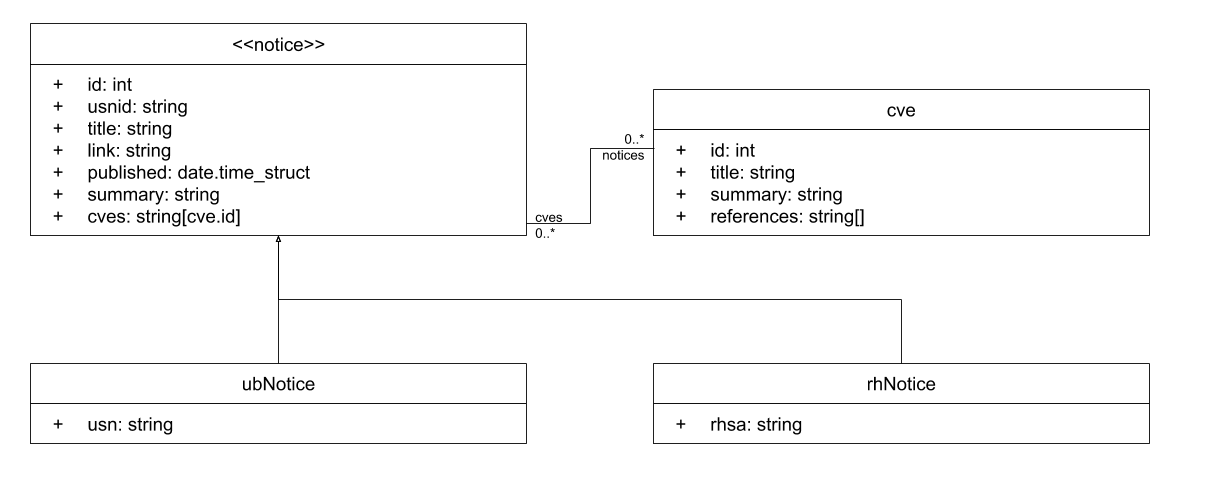 <<notice>>
+ id: int
+ usnid: string
+ title: string
+ link: string
+ published: date.time_struct
+ summary: string
+ cves: string[cve.id]
cves
0..*
0..*
notices
cve
+ id: int
+ title: string
+ summary: string
+ references: string[]
ubNotice
+ usn: string
rhNotice
+ rhsa: string